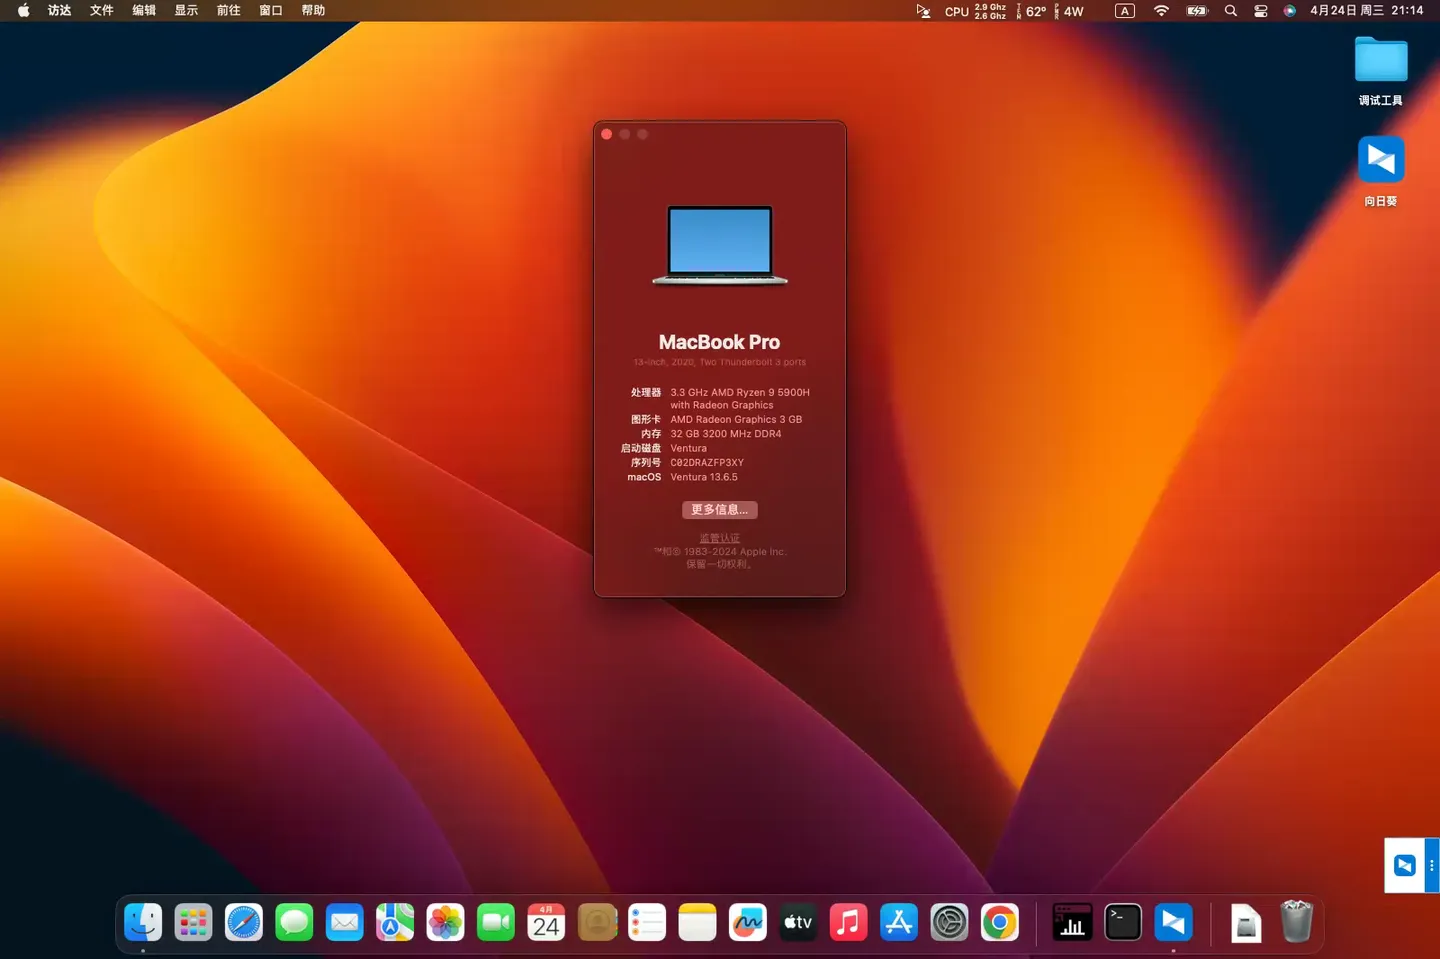 访达 文件 编辑 显示 前往 窗口 帮助
CPU 2.9 Ghz 2.6 Ghz 62° 4W A 4月24日 周三 21:14
调试工具
向日葵
MacBook Pro
13-inch, 2020, Two Thunderbolt 3 ports
处理器 3.3 GHz AMD Ryzen 9 5900H
with Radeon Graphics
图形卡 AMD Radeon Graphics 3 GB
内存 32 GB 3200 MHz DDR4
启动磁盘 Ventura
序列号 C02DRAZFP3XY
macOS Ventura 13.6.5
更多信息...
监管认证
™和© 1983-2024 Apple Inc.
保留一切权利。
4月
24
tv
>_